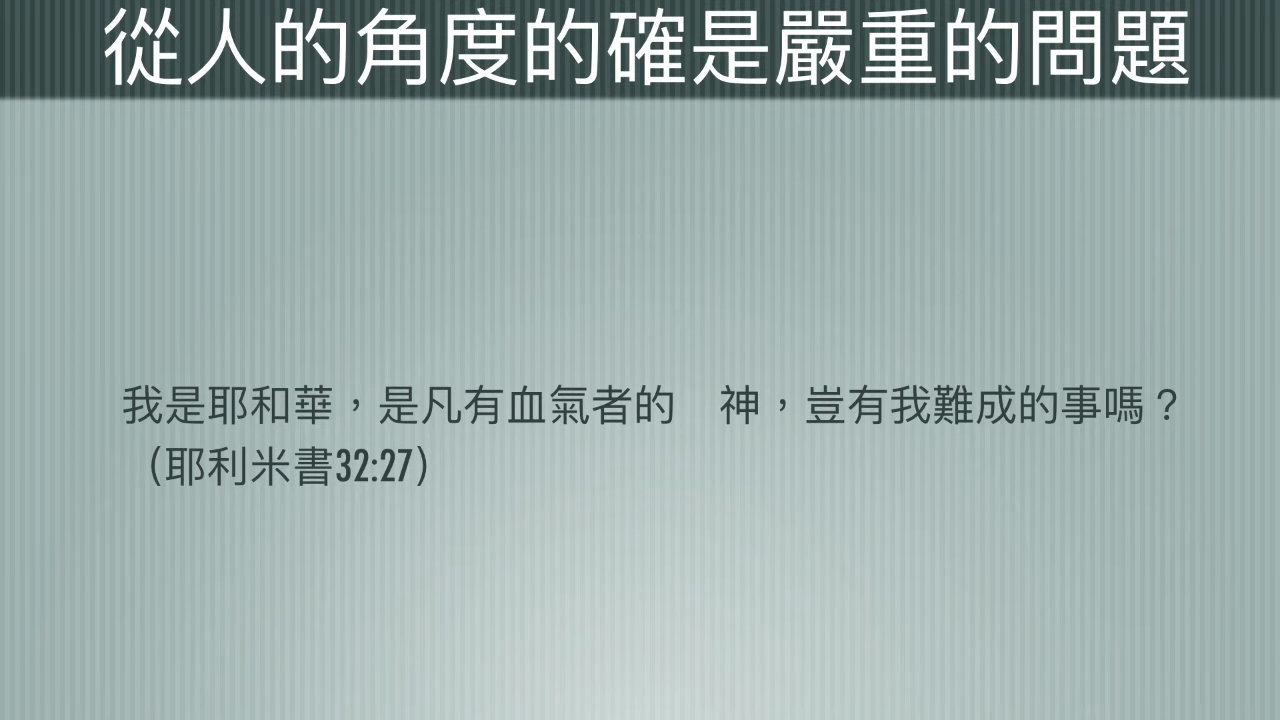 從人的角度的確是嚴重的問題
我是耶和華，是凡有血氣者的　神，豈有我難成的事嗎？
（耶利米書32:27）